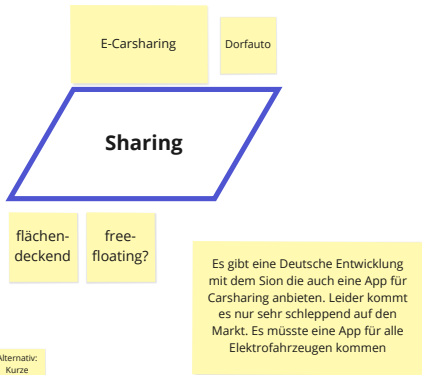 E-Carsharing
Dorfauto
Sharing
flächen-
deckend
free-
floating?
Es gibt eine Deutsche Entwicklung
mit dem Sion die auch eine App für
Carsharing anbieten. Leider kommt
es nur sehr schleppend auf den
Markt. Es müsste eine App für alle
Elektrofahrzeugen kommen
Alternativ:
Kurze